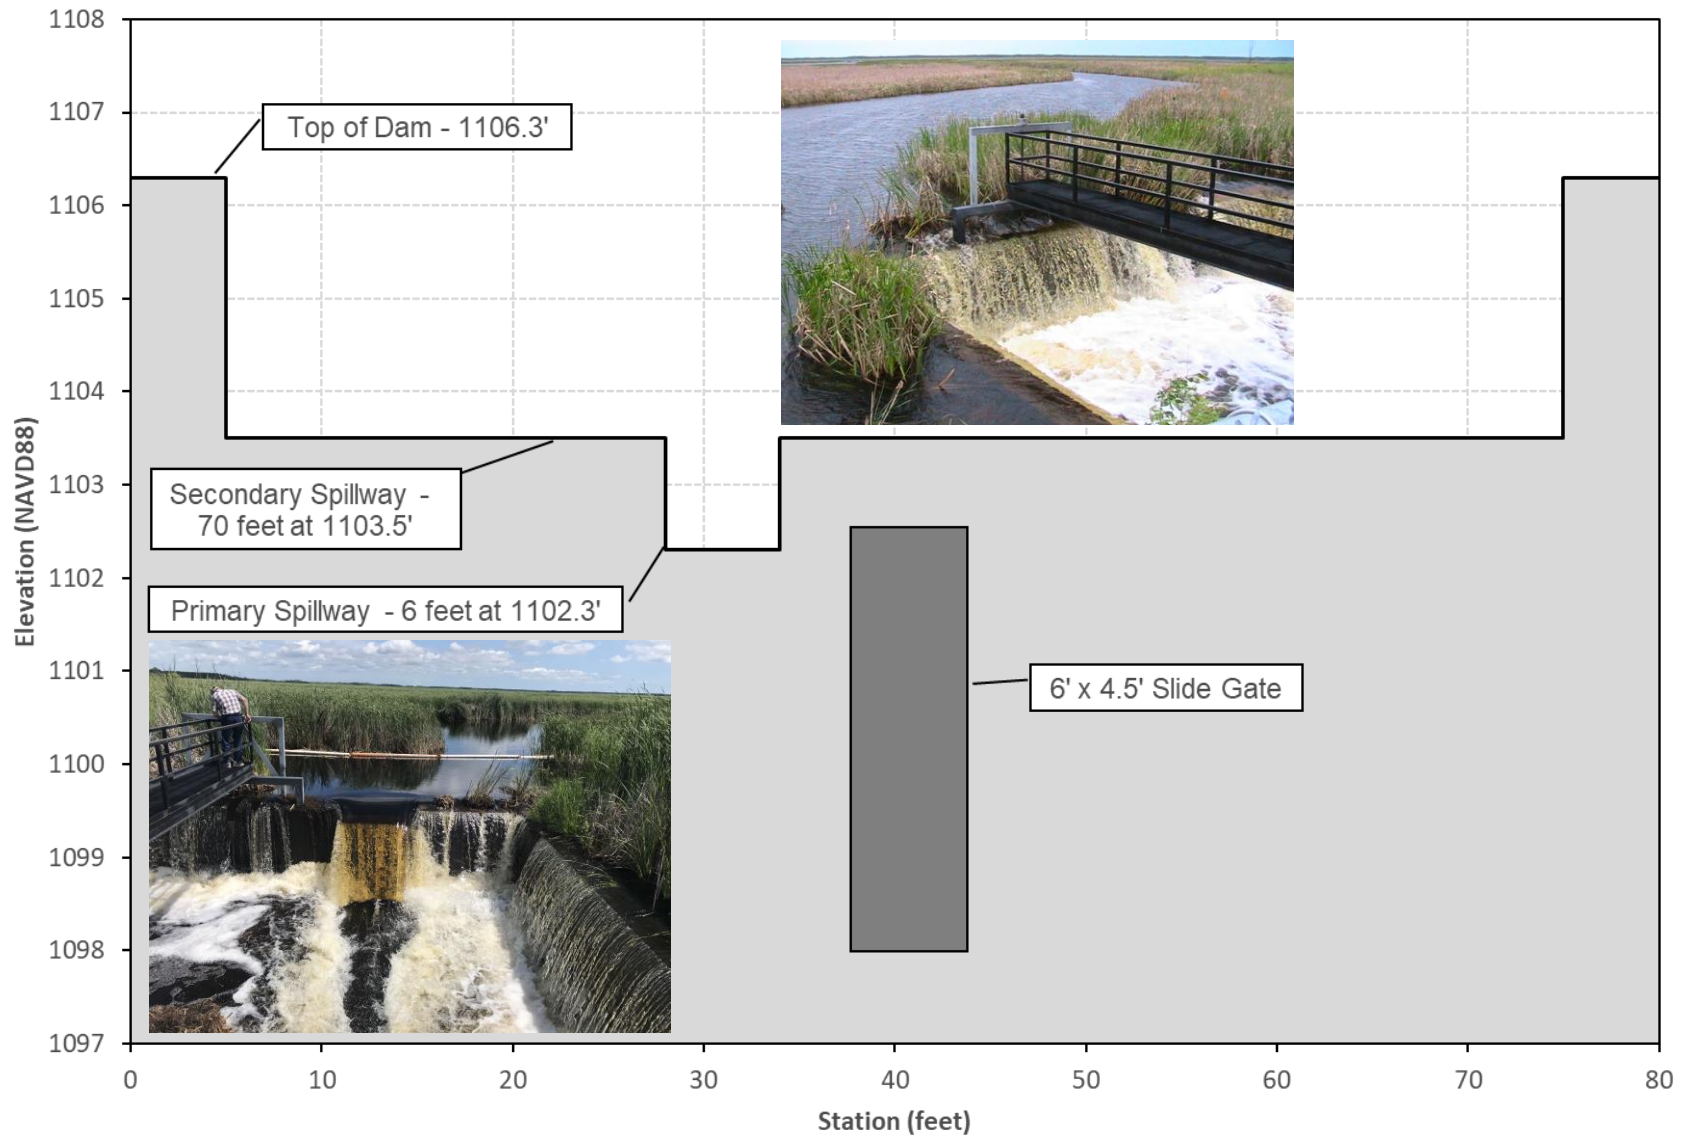 1108
1107
1106
1105
1104
1103
1102
1101
1100
1099
1098
1097
Elevation (NAVD88)
Top of Dam - 1106.3'
Secondary Spillway -
70 feet at 1103.5'
Primary Spillway - 6 feet at 1102.3'
6' x 4.5' Slide Gate
0 10 20 30 40 50 60 70 80
Station (feet)